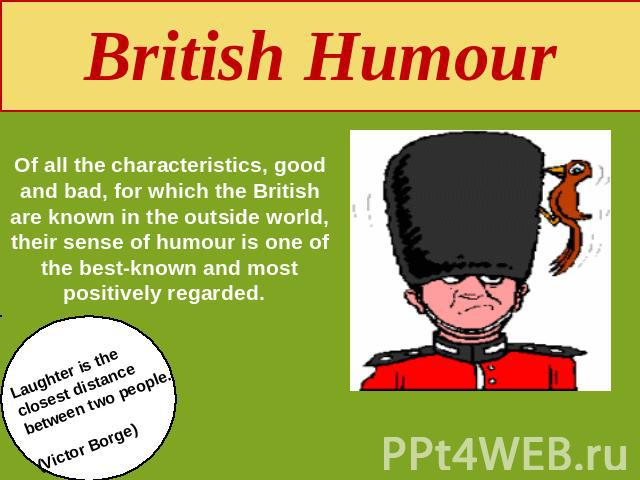 British Humour
Of all the characteristics, good
and bad, for which the British
are known in the outside world,
their sense of humour is one of
the best-known and most
positively regarded.
Laughter is the
closest distance
between two people.
(Victor Borge)
PPt4WEB.ru